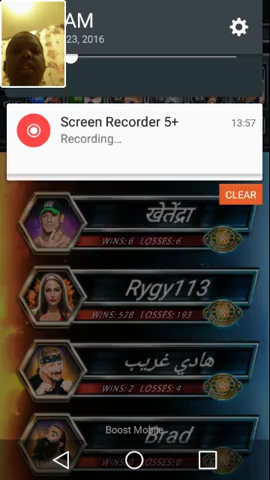 AM
23, 2016
Screen Recorder 5+
13:57
Recording...
CLEAR
खेतेंद्रा
WINS: 6 LOSSES: 6
Rygy113
WINS: 528 LOSSES: 193
هادي غريب
WINS: 2 LOSSES: 4
Boost Mobile
Brad